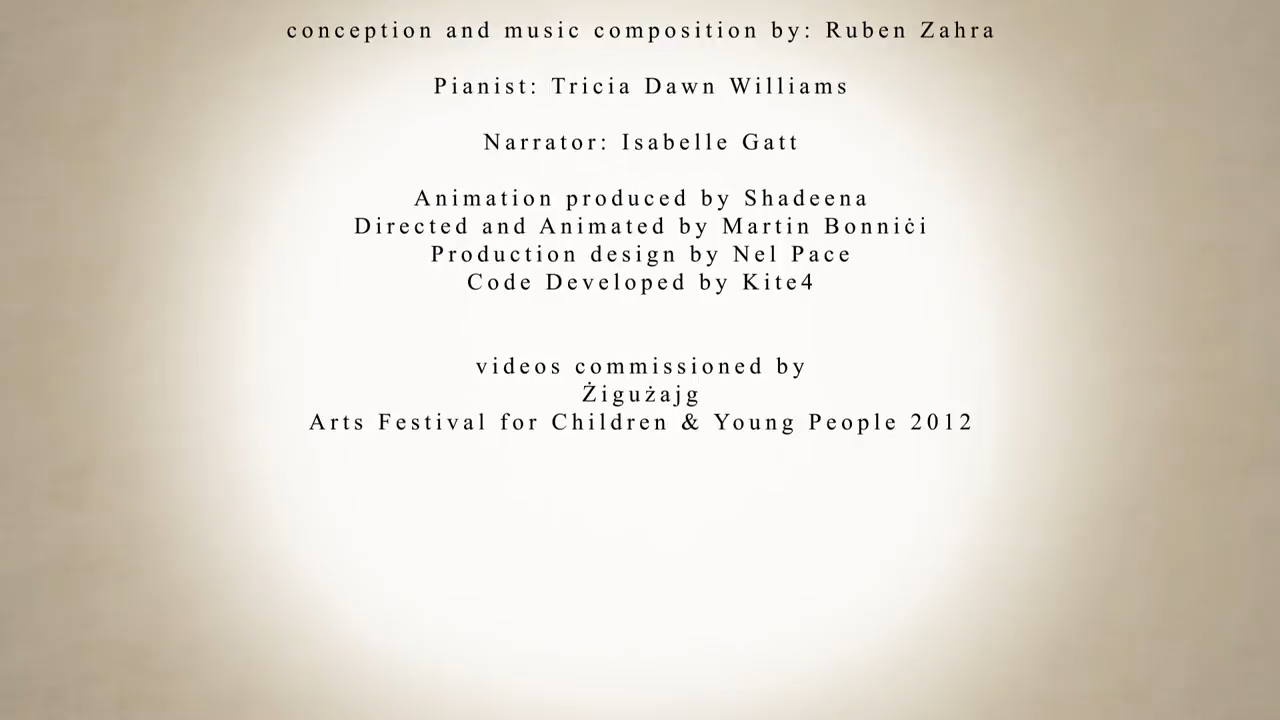 conception and music composition by: Ruben Zahra
Pianist: Tricia Dawn Williams
Narrator: Isabelle Gatt
Animation produced by Shadeena
Directed and Animated by Martin Bonniċi
Production design by Nel Pace
Code Developed by Kite4
videos commissioned by
Żigużajg
Arts Festival for Children & Young People 2012